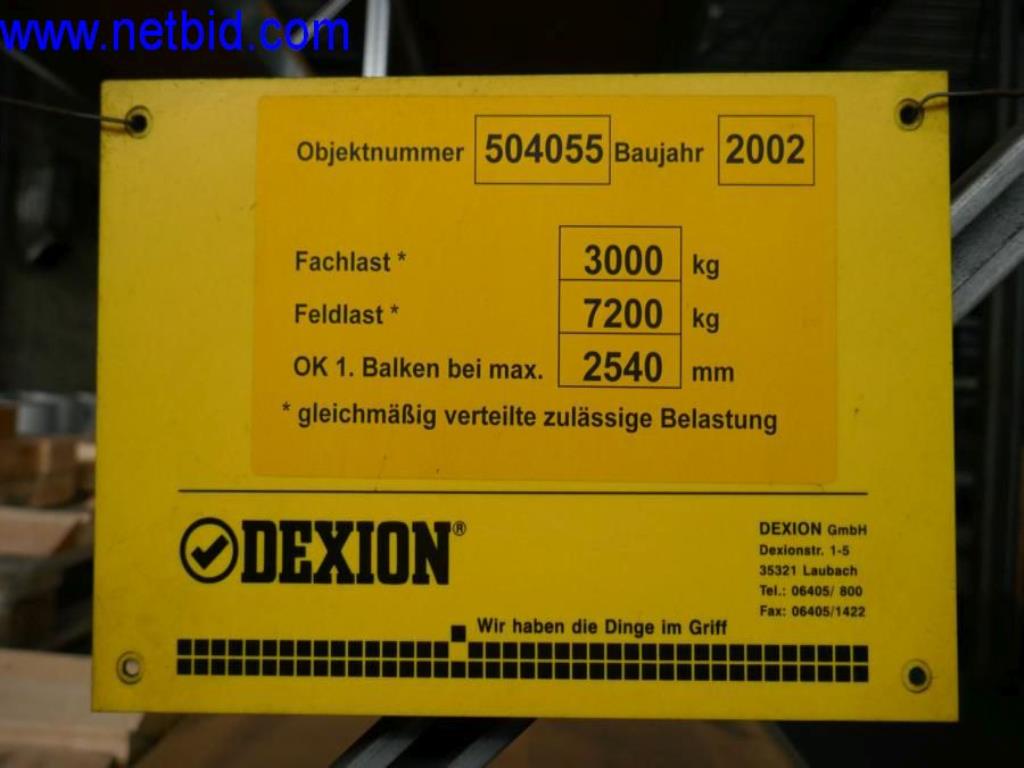 www.netbid.com
Objektnummer 504055 Baujahr 2002
Fachlast * 3000 kg
Feldlast * 7200 kg
OK 1. Balken bei max. 2540 mm
* gleichmäßig verteilte zulässige Belastung
DEXION®
DEXION GmbH
Dexionstr. 1-5
35321 Laubach
Tel.: 06405/ 800
Fax: 06405/1422
Wir haben die Dinge im Griff